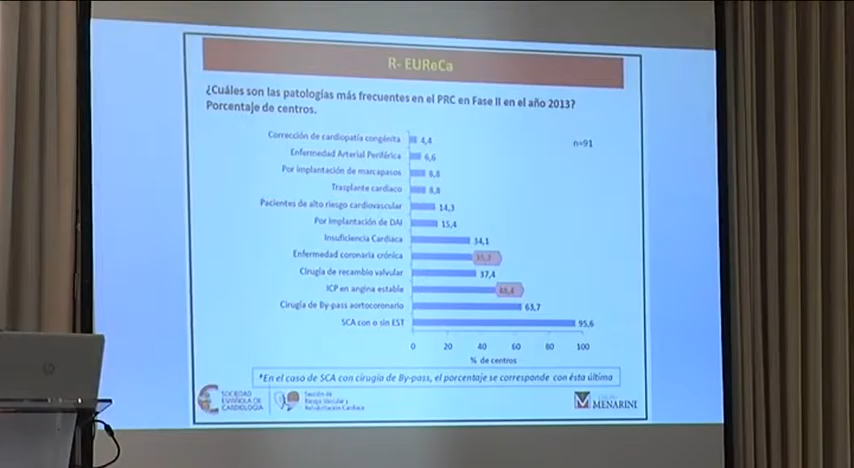 R- EUReCa
¿Cuáles son las patologías más frecuentes en el PRC en Fase II en el año 2013?
Porcentaje de centros.
n=91
Corrección de cardiopatía congénita 4,4
Enfermedad Arterial Periférica 6,6
Por implantación de marcapasos 8,8
Trasplante cardiaco 8,8
Pacientes de alto riesgo cardiovascular 14,3
Por Implantación de DAI 15,4
Insuficiencia Cardiaca 34,1
Enfermedad coronaria crónica
Cirugía de recambio valvular 37,4
ICP en angina estable
Cirugía de By-pass aortocoronario 63,7
SCA con o sin EST 95,6
0 20 40 60 80 100
% de centros
*En el caso de SCA con cirugía de By-pass, el porcentaje se corresponde con ésta última
SOCIEDAD
ESPAÑOLA DE
CARDIOLOGÍA
Sección de
Riesgo Vascular y
Rehabilitación Cardiaca
MENARINI